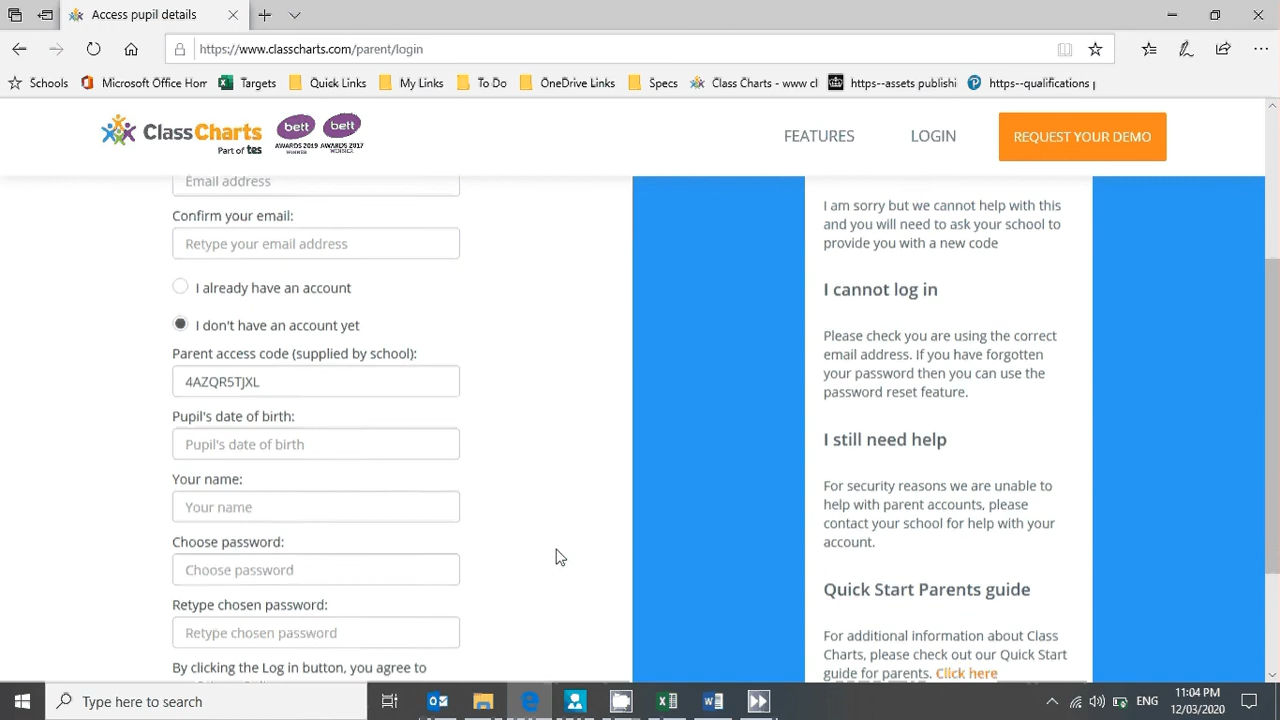 Access pupil details
https://www.classcharts.com/parent/login
Schools
Microsoft Office Hom
Targets
Quick Links
My Links
To Do
OneDrive Links
Specs
Class Charts - www cl
https--assets publishi
https--qualifications
ClassCharts
Part of tes
bett
AWARDS 2019
WINNER
bett
AWARDS 2017
FEATURES
LOGIN
REQUEST YOUR DEMO
Email address
Confirm your email:
Retype your email address
I already have an account
I don't have an account yet
Parent access code (supplied by school):
4AZQR5TJXL
Pupil's date of birth:
Pupil's date of birth
Your name:
Your name
Choose password:
Choose password
Retype chosen password:
Retype chosen password
By clicking the Log in button, you agree to
I am sorry but we cannot help with this
and you will need to ask your school to
provide you with a new code
I cannot log in
Please check you are using the correct
email address. If you have forgotten
your password then you can use the
password reset feature.
I still need help
For security reasons we are unable to
help with parent accounts, please
contact your school for help with your
account.
Quick Start Parents guide
For additional information about Class
Charts, please check out our Quick Start
guide for parents. Click here
Type here to search
ENG
11:04 PM
12/03/2020